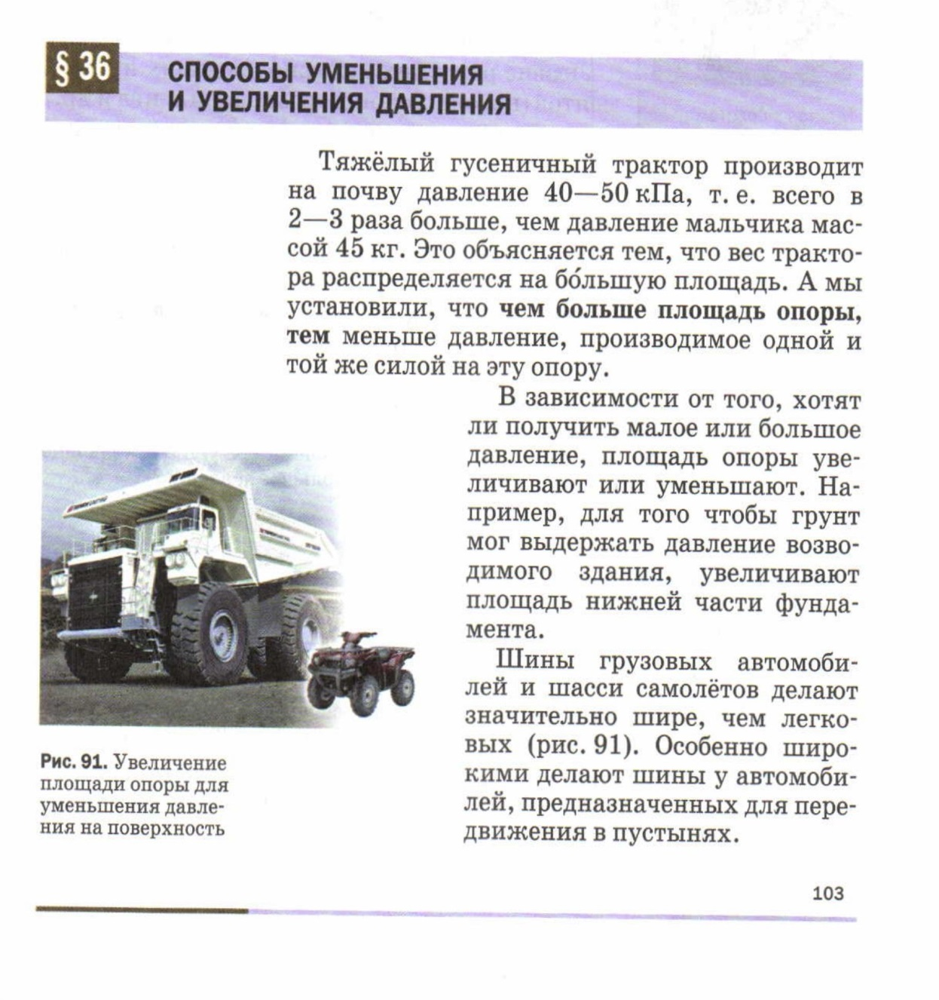 § 36
СПОСОБЫ УМЕНЬШЕНИЯ
И УВЕЛИЧЕНИЯ ДАВЛЕНИЯ
Тяжёлый гусеничный трактор производит
на почву давление 40—50 кПа, т. е. всего в
2—3 раза больше, чем давление мальчика мас-
сой 45 кг. Это объясняется тем, что вес тракто-
ра распределяется на бо́льшую площадь. А мы
установили, что чем больше площадь опоры,
тем меньше давление, производимое одной и
той же силой на эту опору.
В зависимости от того, хотят
ли получить малое или большое
давление, площадь опоры уве-
личивают или уменьшают. На-
пример, для того чтобы грунт
мог выдержать давление возво-
димого здания, увеличивают
площадь нижней части фунда-
мента.
Шины грузовых автомоби-
лей и шасси самолётов делают
значительно шире, чем легко-
вых (рис. 91). Особенно широ-
кими делают шины у автомоби-
лей, предназначенных для пере-
движения в пустынях.
Рис. 91. Увеличение
площади опоры для
уменьшения давле-
ния на поверхность
103